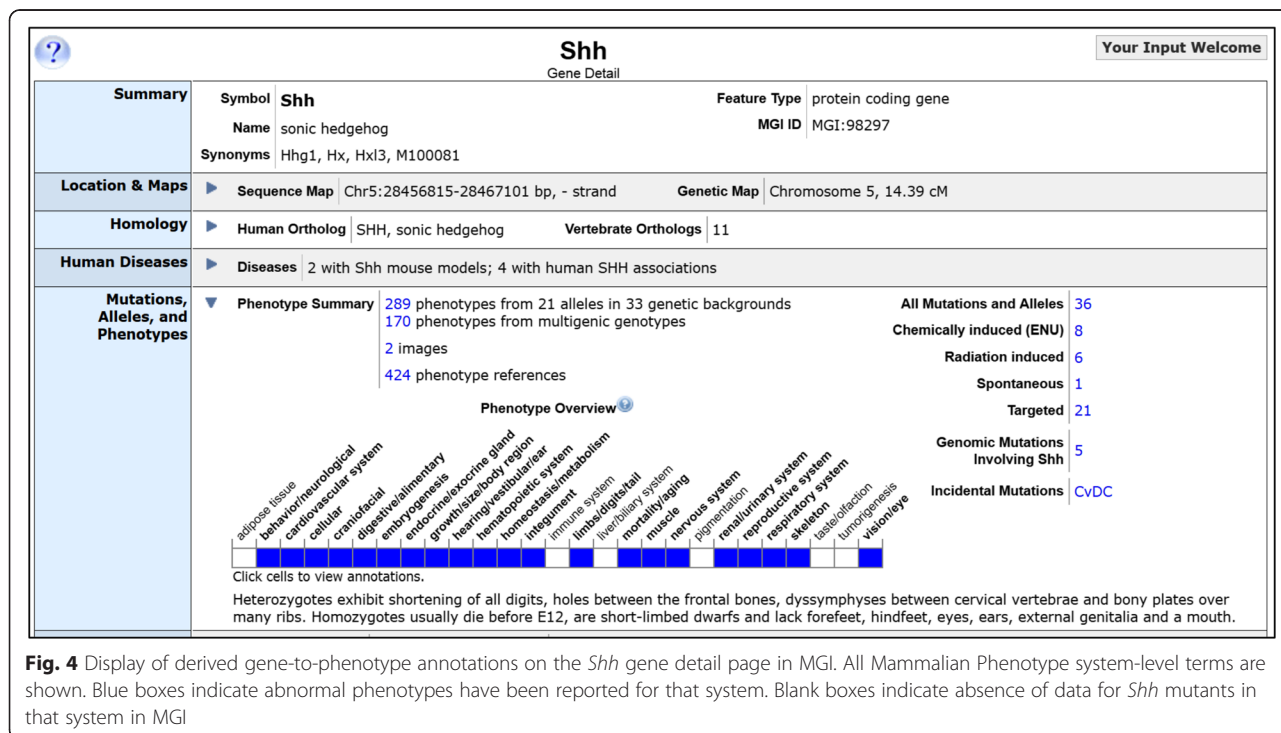 ?
Shh
Gene Detail
Your Input Welcome
Summary
Symbol Shh
Feature Type protein coding gene
Name sonic hedgehog
MGI ID MGI:98297
Synonyms Hhg1, Hx, Hxl3, M100081
Location & Maps
Sequence Map Chr5:28456815-28467101 bp, - strand
Genetic Map Chromosome 5, 14.39 cM
Homology
Human Ortholog SHH, sonic hedgehog
Vertebrate Orthologs 11
Human Diseases
Diseases 2 with Shh mouse models; 4 with human SHH associations
Mutations,
Alleles, and
Phenotypes
Phenotype Summary 289 phenotypes from 21 alleles in 33 genetic backgrounds
170 phenotypes from multigenic genotypes
2 images
424 phenotype references
All Mutations and Alleles 36
Chemically induced (ENU) 8
Radiation induced 6
Spontaneous 1
Targeted 21
Genomic Mutations
Involving Shh 5
Incidental Mutations CvDC
Phenotype Overview ?
adipose tissue
behavior/neurological
cardiovascular system
cellular
craniofacial
digestive/alimentary
embryogenesis
endocrine/exocrine gland
growth/size/body region
hearing/vestibular/ear
hematopoietic system
homeostasis/metabolism
integument
immune system
limbs/digits/tail
liver/biliary system
mortality/aging
muscle
nervous system
pigmentation
renal/urinary system
reproductive system
respiratory system
skeleton
taste/olfaction
tumorigenesis
vision/eye
Click cells to view annotations.
Heterozygotes exhibit shortening of all digits, holes between the frontal bones, dyssymphyses between cervical vertebrae and bony plates over
many ribs. Homozygotes usually die before E12, are short-limbed dwarfs and lack forefeet, hindfeet, eyes, ears, external genitalia and a mouth.
Fig. 4 Display of derived gene-to-phenotype annotations on the Shh gene detail page in MGI. All Mammalian Phenotype system-level terms are
shown. Blue boxes indicate abnormal phenotypes have been reported for that system. Blank boxes indicate absence of data for Shh mutants in
that system in MGI